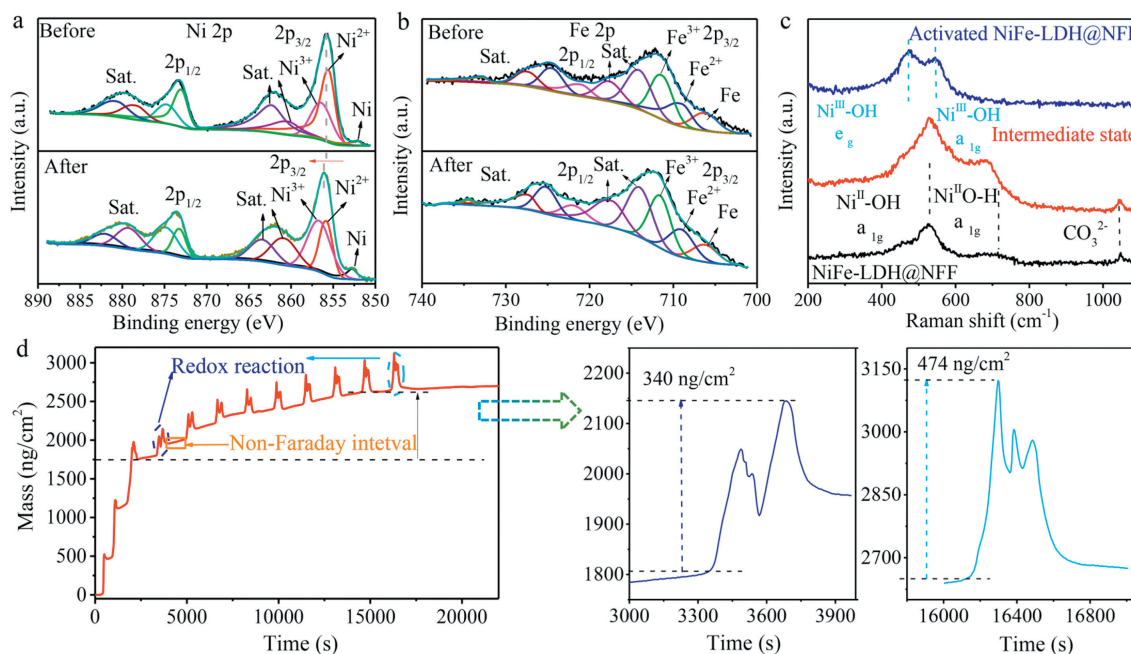 a
Before
Ni 2p
2p3/2
Ni2+
2p1/2
Sat.
Sat.
Ni3+
Ni
After
2p3/2
Ni2+
2p1/2
Ni3+
Sat.
Sat.
Ni
Intensity (a.u.)
889 880 870 860 850
Binding energy (eV)
b
Before
Fe 2p
Fe3+ 2p3/2
2p1/2
Sat.
Fe2+
Fe
After
Fe3+
Sat.
2p3/2
2p1/2
Fe2+
Fe
Intensity (a.u.)
740 730 720 710 700
Binding energy (eV)
c
Activated NiFe-LDH@NFF
NiIII-OH
eg
NiIII-OH
a1g
Intermediate state
NiII-OH
a1g
NiIIO-H
a1g
CO32-
NiFe-LDH@NFF
Intensity (a.u.)
200 400 600 800 1000
Raman shift (cm-1)
d
Redox reaction
Non-Faraday intetval
Mass (ng/cm2)
3000
2500
2000
1500
1000
500
0
0 5000 10000 15000 20000
Time (s)
340 ng/cm2
2200
2100
2000
1900
1800
3000 3300 3600 3900
Time (s)
474 ng/cm2
3150
3000
2850
2700
16000 16400 16800
Time (s)